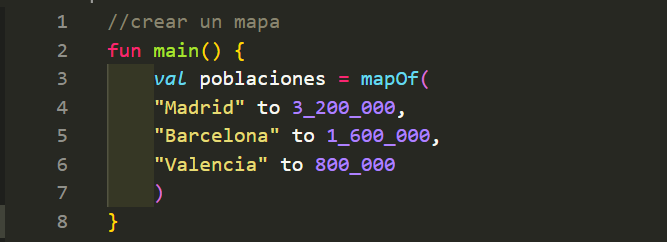 1 //crear un mapa
2 fun main() {
3     val poblaciones = mapOf(
4     "Madrid" to 3_200_000,
5     "Barcelona" to 1_600_000,
6     "Valencia" to 800_000
7     )
8 }